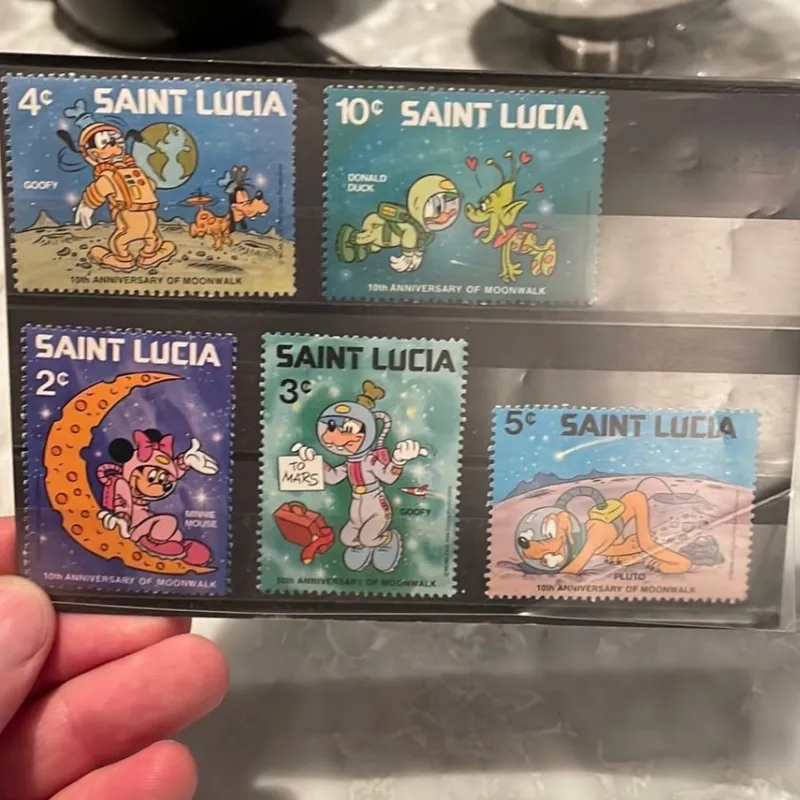 4¢ SAINT LUCIA
GOOFY
10th ANNIVERSARY OF MOONWALK
10¢ SAINT LUCIA
DONALD
DUCK
10th ANNIVERSARY OF MOONWALK
SAINT LUCIA
2¢
MINNIE
MOUSE
10th ANNIVERSARY OF MOONWALK
SAINT LUCIA
3¢
TO
MARS
GOOFY
10th ANNIVERSARY OF MOONWALK
5¢ SAINT LUCIA
PLUTO
10th ANNIVERSARY OF MOONWALK